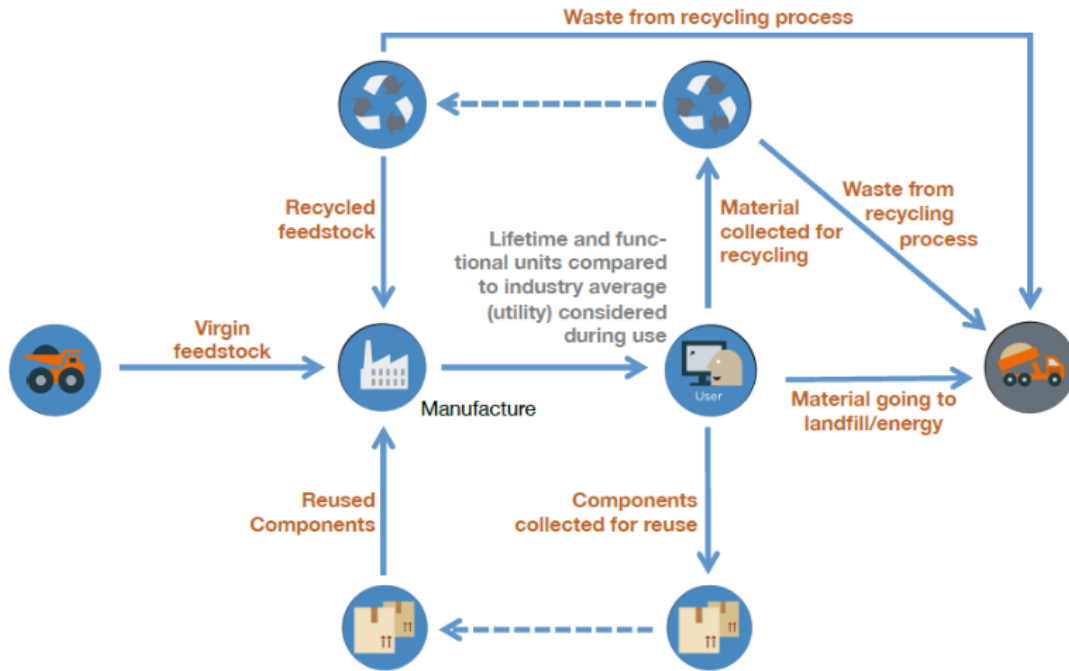 Waste from recycling process
Recycled
feedstock
Material
collected for
recycling
Waste from
recycling
process
Lifetime and func-
tional units compared
to industry average
(utility) considered
during use
Virgin
feedstock
Manufacture
User
Material going to
landfill/energy
Reused
Components
Components
collected for reuse